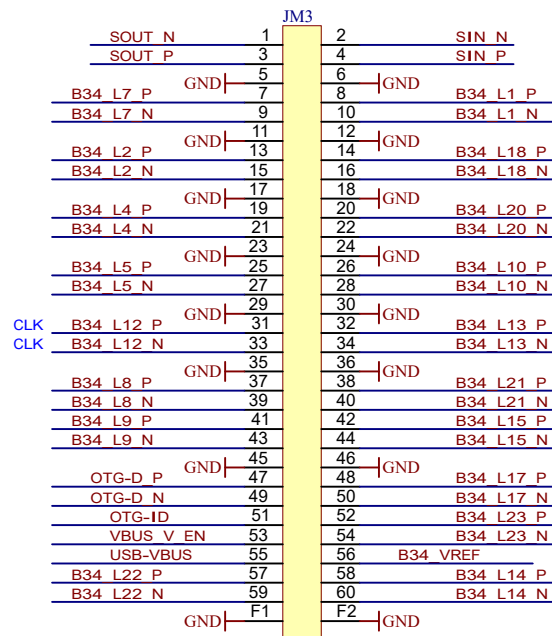 JM3
SOUT_N 1 2 SIN_N
SOUT_P 3 4 SIN_P
GND 5 6 GND
B34_L7_P 7 8 B34_L1_P
B34_L7_N 9 10 B34_L1_N
GND 11 12 GND
B34_L2_P 13 14 B34_L18_P
B34_L2_N 15 16 B34_L18_N
GND 17 18 GND
B34_L4_P 19 20 B34_L20_P
B34_L4_N 21 22 B34_L20_N
GND 23 24 GND
B34_L5_P 25 26 B34_L10_P
B34_L5_N 27 28 B34_L10_N
GND 29 30 GND
CLK B34_L12_P 31 32 B34_L13_P
CLK B34_L12_N 33 34 B34_L13_N
GND 35 36 GND
B34_L8_P 37 38 B34_L21_P
B34_L8_N 39 40 B34_L21_N
B34_L9_P 41 42 B34_L15_P
B34_L9_N 43 44 B34_L15_N
GND 45 46 GND
OTG-D_P 47 48 B34_L17_P
OTG-D_N 49 50 B34_L17_N
OTG-ID 51 52 B34_L23_P
VBUS_V_EN 53 54 B34_L23_N
USB-VBUS 55 56 B34_VREF
B34_L22_P 57 58 B34_L14_P
B34_L22_N 59 60 B34_L14_N
GND F1 F2 GND